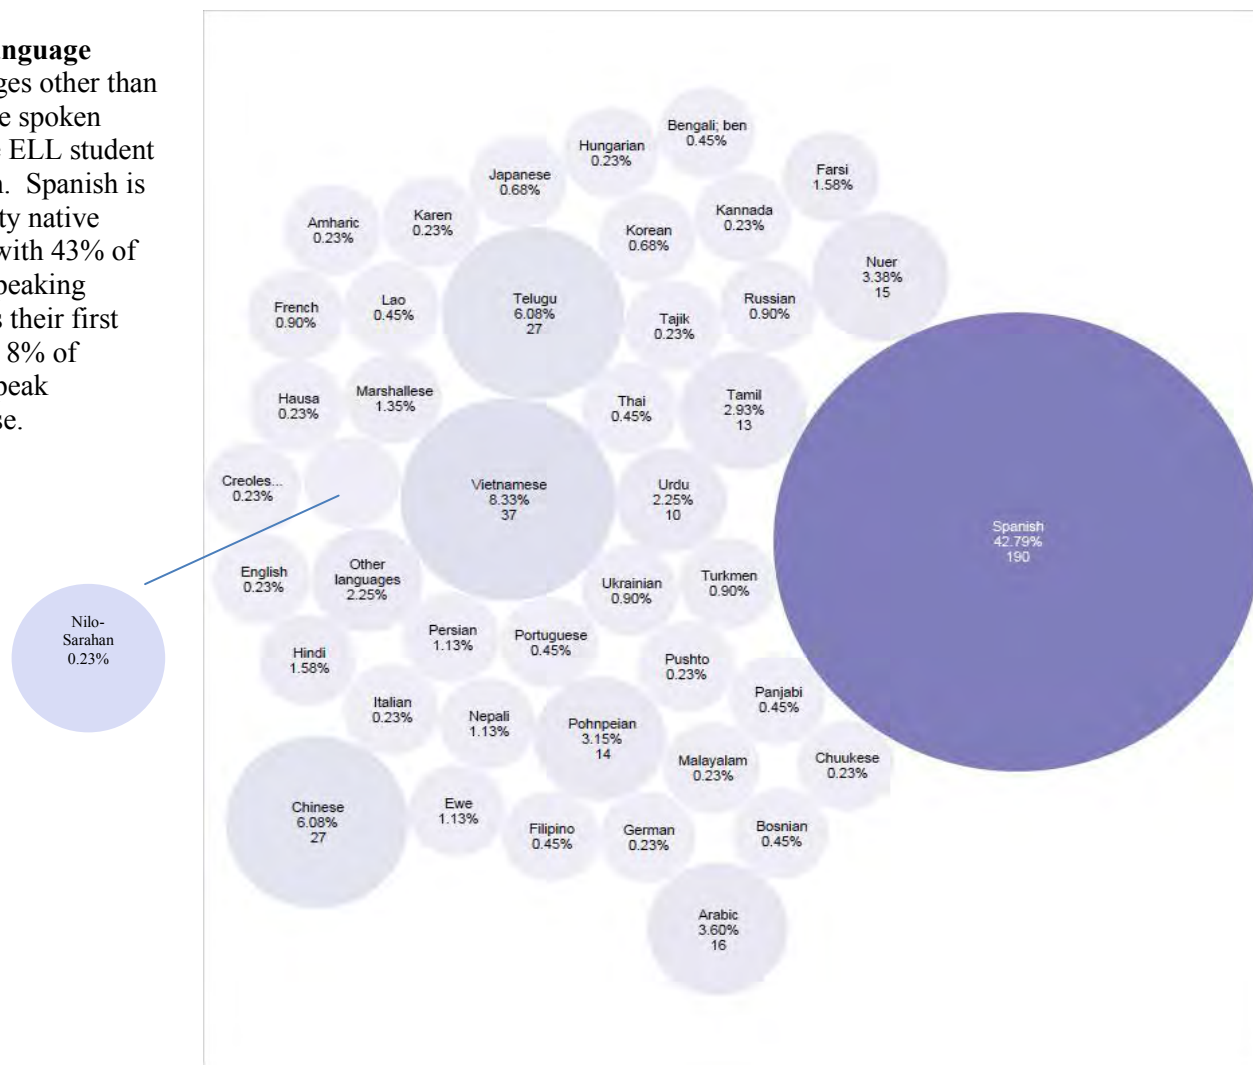 nguage
ges other than
e spoken
e ELL student
n. Spanish is
ty native
with 43% of
peaking
s their first
8% of
peak
se.
Bengali; ben
0.45%
Hungarian
0.23%
Farsi
1.58%
Japanese
0.68%
Kannada
0.23%
Karen
0.23%
Amharic
0.23%
Korean
0.68%
Nuer
3.38%
15
Lao
0.45%
Telugu
6.08%
27
Russian
0.90%
French
0.90%
Tajik
0.23%
Marshallese
1.35%
Tamil
2.93%
13
Hausa
0.23%
Thai
0.45%
Creoles...
0.23%
Vietnamese
8.33%
37
Urdu
2.25%
10
Spanish
42.79%
190
Other
languages
2.25%
English
0.23%
Ukrainian
0.90%
Turkmen
0.90%
Nilo-
Sarahan
0.23%
Persian
1.13%
Portuguese
0.45%
Hindi
1.58%
Pushto
0.23%
Panjabi
0.45%
Italian
0.23%
Nepali
1.13%
Pohnpeian
3.15%
14
Malayalam
0.23%
Chuukese
0.23%
Chinese
6.08%
27
Ewe
1.13%
Filipino
0.45%
German
0.23%
Bosnian
0.45%
Arabic
3.60%
16